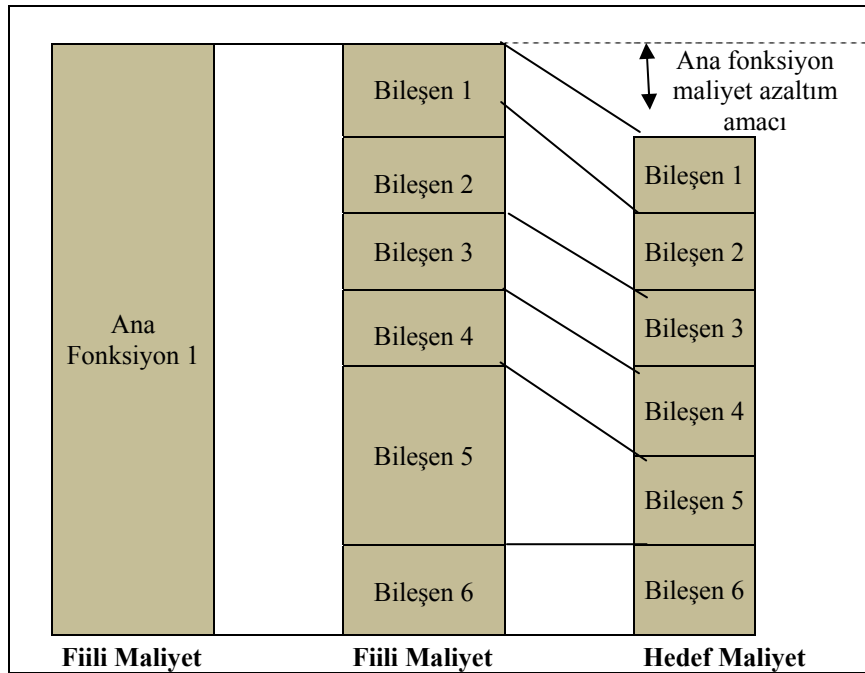 Ana
Fonksiyon 1
Bileşen 1
Bileşen 2
Bileşen 3
Bileşen 4
Bileşen 5
Bileşen 6
Ana fonksiyon
maliyet azaltım
amacı
Bileşen 1
Bileşen 2
Bileşen 3
Bileşen 4
Bileşen 5
Bileşen 6
Fiili Maliyet
Fiili Maliyet
Hedef Maliyet